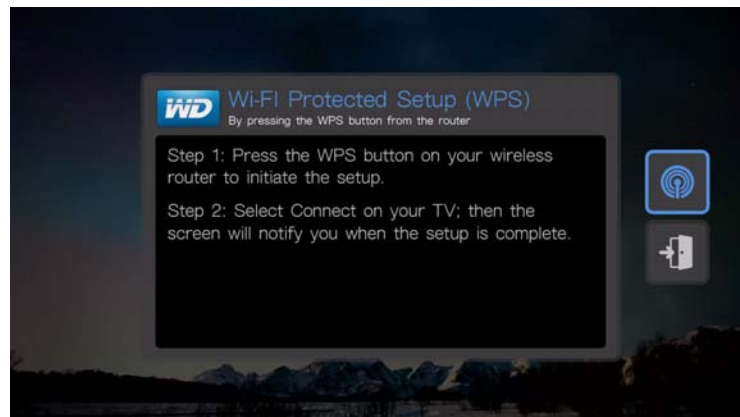 WD
Wi-FI Protected Setup (WPS)
By pressing the WPS button from the router
Step 1: Press the WPS button on your wireless
router to initiate the setup.
Step 2: Select Connect on your TV; then the
screen will notify you when the setup is complete.